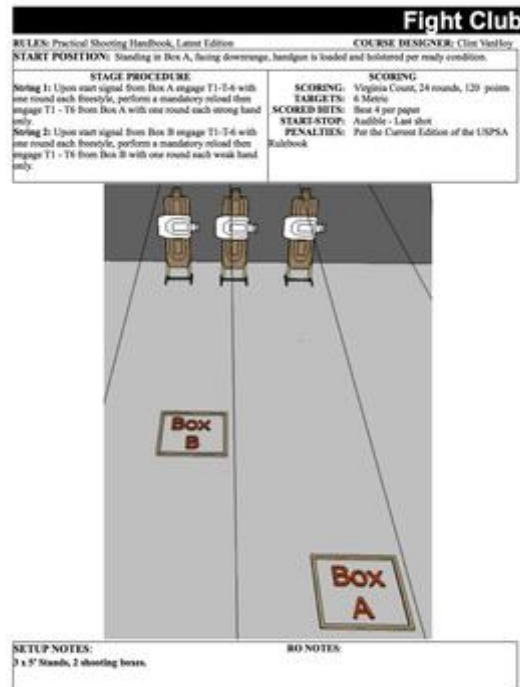 Fight Club
RULES: Practical Shooting Handbook, Latest Edition
COURSE DESIGNER: Clint VanHoy
START POSITION: Standing in Box A, facing downrange, handgun is loaded and holstered per ready condition.
STAGE PROCEDURE
String 1: Upon start signal from Box A engage T1-T-6 with
one round each freestyle, perform a mandatory reload then
engage T1 - T6 from Box A with one round each strong hand
only.
String 2: Upon start signal from Box B engage T1-T-6 with
one round each freestyle, perform a mandatory reload then
engage T1 - T6 from Box B with one round each weak hand
only.
SCORING
SCORING: Virginia Count, 24 rounds, 120 points
TARGETS: 6 Metric
SCORED HITS: Best 4 per paper
START-STOP: Audible - Last shot
PENALTIES: Per the Current Edition of the USPSA
Rulebook
Box
B
Box
A
SETUP NOTES:
3 x 5' Stands, 2 shooting boxes.
RO NOTES: